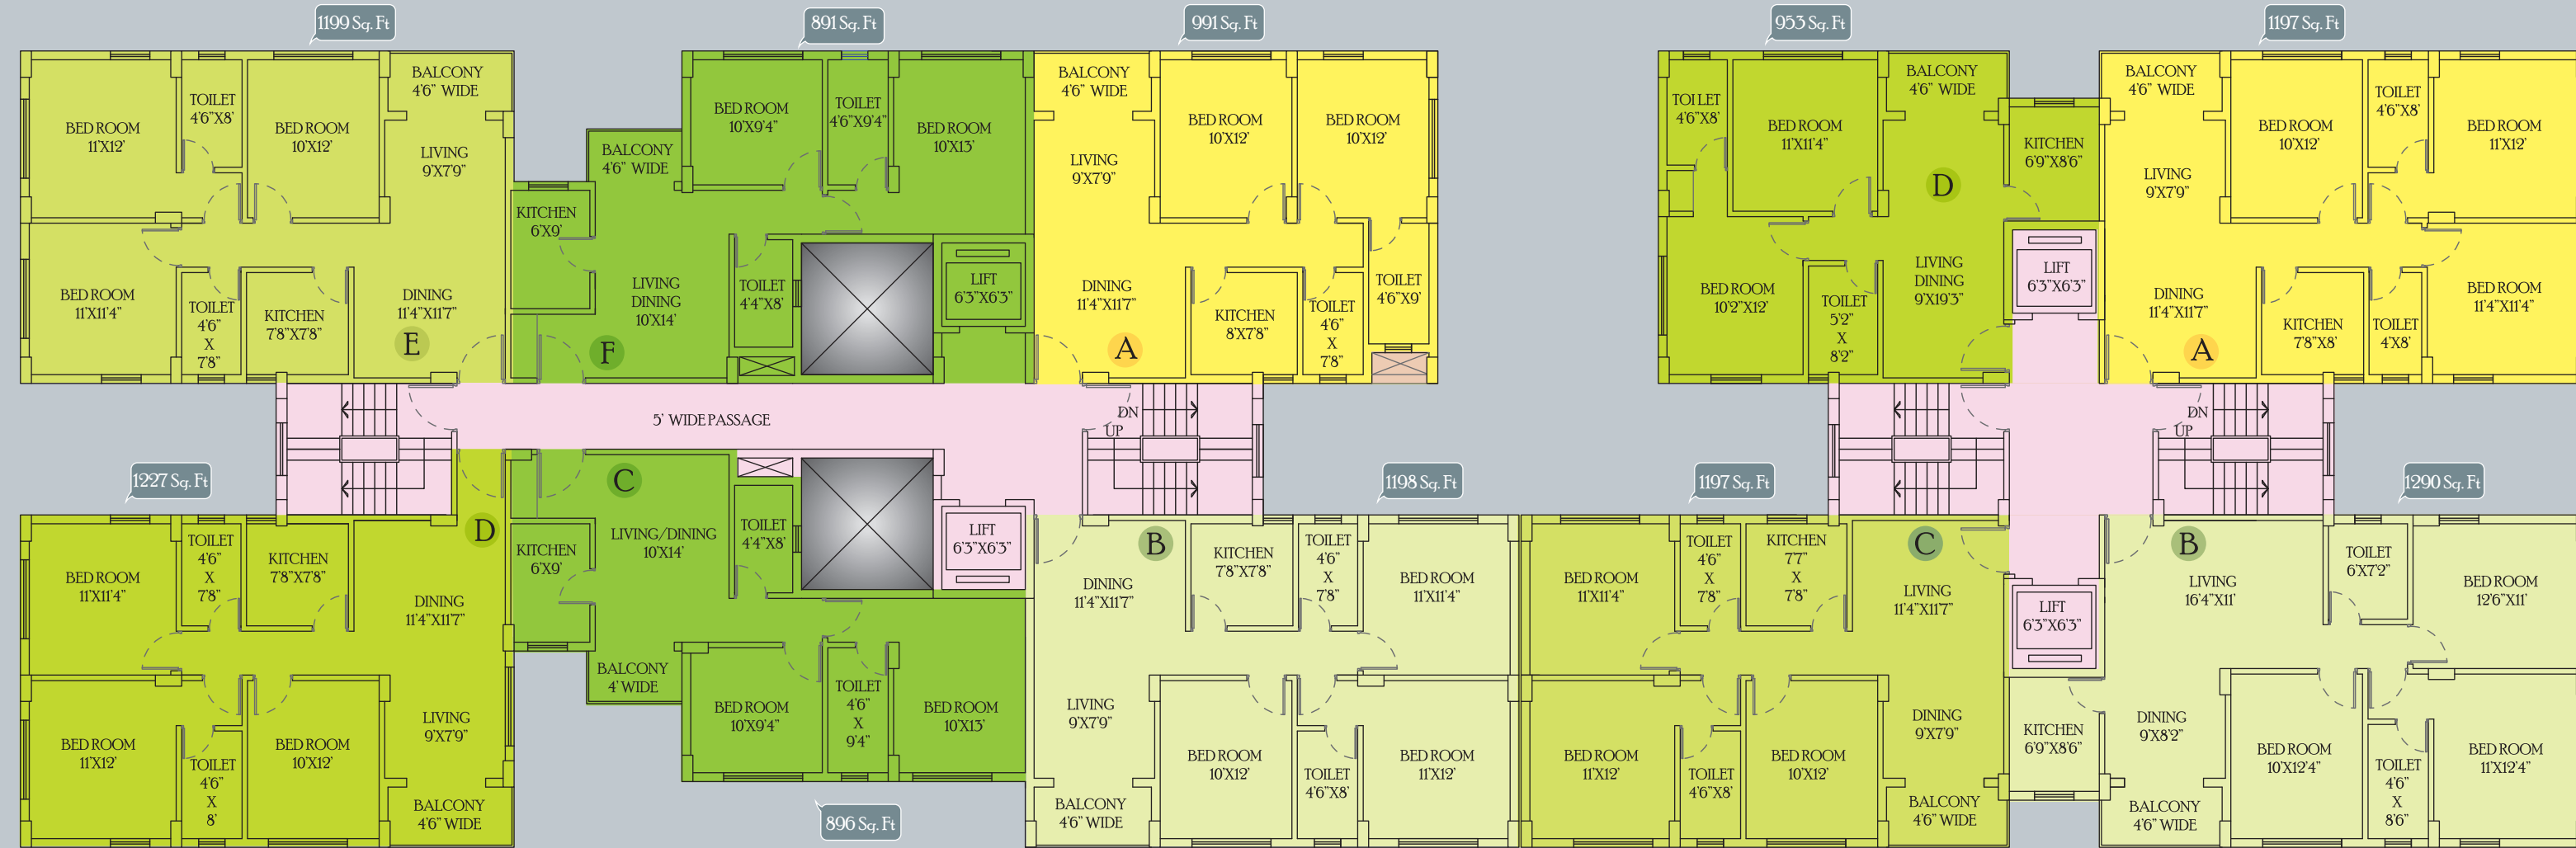 1199 Sq. Ft
891 Sq. Ft
991 Sq. Ft
953 Sq. Ft
1197 Sq. Ft
BED ROOM
11'X12'
TOILET
4'6"X8'
BED ROOM
10'X12'
BALCONY
4'6" WIDE
LIVING
9'X7'9"
BED ROOM
11'X11'4"
TOILET
4'6"
X
7'8"
KITCHEN
7'8"X7'8"
DINING
11'4"X11'7"
E
BALCONY
4'6" WIDE
BED ROOM
10'X9'4"
TOILET
4'6"X9'4"
BED ROOM
10'X13'
KITCHEN
6'X9'
LIVING
DINING
10'X14'
TOILET
4'4"X8'
LIFT
6'3"X6'3"
F
BALCONY
4'6" WIDE
LIVING
9'X7'9"
BED ROOM
10'X12'
BED ROOM
10'X12'
DINING
11'4"X11'7"
KITCHEN
8'X7'8"
TOILET
4'6"
X
7'8"
TOILET
4'6"X9'
A
TOILET
4'6"X8'
BED ROOM
11'X11'4"
BALCONY
4'6" WIDE
KITCHEN
6'9"X8'6"
D
BED ROOM
10'2"X12'
TOILET
5'2"
X
8'2"
LIVING
DINING
9'X19'3"
LIFT
6'3"X6'3"
BALCONY
4'6" WIDE
LIVING
9'X7'9"
BED ROOM
10'X12'
TOILET
4'6"X8'
BED ROOM
11'X12'
DINING
11'4"X11'7"
KITCHEN
7'8"X8'
TOILET
4'X8'
BED ROOM
11'4"X11'4"
A
5' WIDE PASSAGE
DN
UP
DN
UP
1227 Sq. Ft
1198 Sq. Ft
1197 Sq. Ft
1290 Sq. Ft
BED ROOM
11'X11'4"
TOILET
4'6"
X
7'8"
KITCHEN
7'8"X7'8"
D
DINING
11'4"X11'7"
BED ROOM
11'X12'
TOILET
4'6"
X
8'
BED ROOM
10'X12'
LIVING
9'X7'9"
BALCONY
4'6" WIDE
C
KITCHEN
6'X9'
LIVING/DINING
10'X14'
TOILET
4'4"X8'
LIFT
6'3"X6'3"
BALCONY
4' WIDE
BED ROOM
10'X9'4"
TOILET
4'6"
X
9'4"
BED ROOM
10'X13'
896 Sq. Ft
B
DINING
11'4"X11'7"
KITCHEN
7'8"X7'8"
TOILET
4'6"
X
7'8"
BED ROOM
11'X11'4"
LIVING
9'X7'9"
BED ROOM
10'X12'
TOILET
4'6"X8'
BED ROOM
11'X12'
BALCONY
4'6" WIDE
BED ROOM
11'X11'4"
TOILET
4'6"
X
7'8"
KITCHEN
7'7"
X
7'8"
C
LIVING
11'4"X11'7"
LIFT
6'3"X6'3"
BED ROOM
11'X12'
TOILET
4'6"X8'
BED ROOM
10'X12'
DINING
9'X7'9"
BALCONY
4'6" WIDE
KITCHEN
6'9"X8'6"
B
LIVING
16'4"X11'
TOILET
6'X7'2"
BED ROOM
12'6"X11'
DINING
9'X8'2"
BED ROOM
10'X12'4"
TOILET
4'6"
X
8'6"
BED ROOM
11'X12'4"
BALCONY
4'6" WIDE